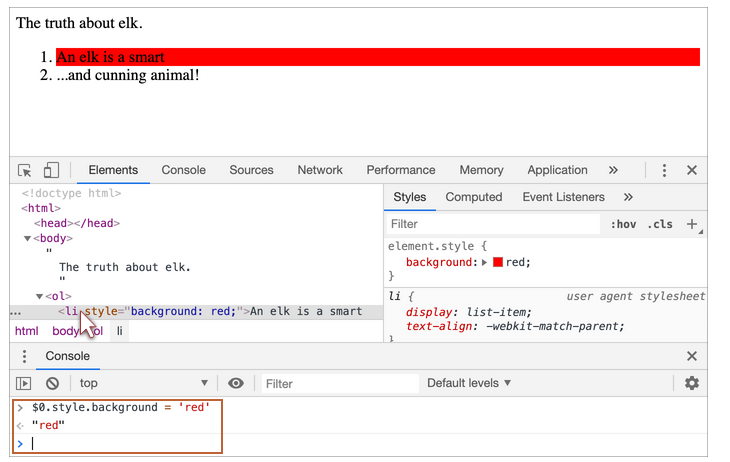 The truth about elk.
1. An elk is a smart
2. ...and cunning animal!
Elements Console Sources Network Performance Memory Application »
<!doctype html>
<html>
<head></head>
▼<body>
"
The truth about elk.
"
▼<ol>
... <li style="background: red;">An elk is a smart
html body ol li
Styles Computed Event Listeners »
Filter :hov .cls +
element.style {
background:▶ red;
}
li { user agent stylesheet
display: list-item;
text-align: -webkit-match-parent;
}
Console
top ▼ Filter Default levels ▼
> $0.style.background = 'red'
<· "red"
>